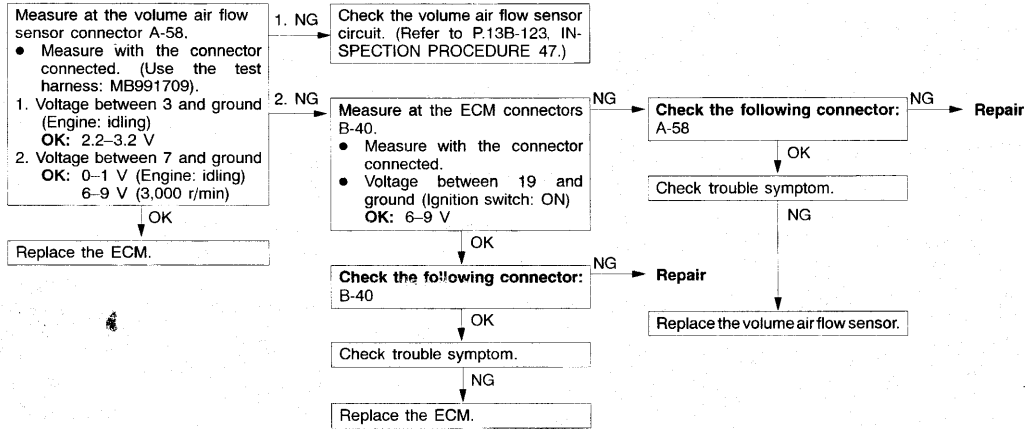 Measure at the volume air flow
sensor connector A-58.
● Measure with the connector
connected. (Use the test
harness: MB991709).
1. Voltage between 3 and ground
(Engine: idling)
OK: 2.2–3.2 V
2. Voltage between 7 and ground
OK: 0–1 V (Engine: idling)
6–9 V (3,000 r/min)
OK
Replace the ECM.
1. NG
Check the volume air flow sensor
circuit. (Refer to P.13B-123, IN-
SPECTION PROCEDURE 47.)
2. NG
Measure at the ECM connectors
B-40.
● Measure with the connector
connected.
● Voltage between 19 and
ground (Ignition switch: ON)
OK: 6–9 V
OK
Check the following connector:
B-40
NG
Repair
OK
Check trouble symptom.
NG
Replace the ECM.
NG
Check the following connector:
A-58
NG
Repair
OK
Check trouble symptom.
NG
Replace the volume air flow sensor.